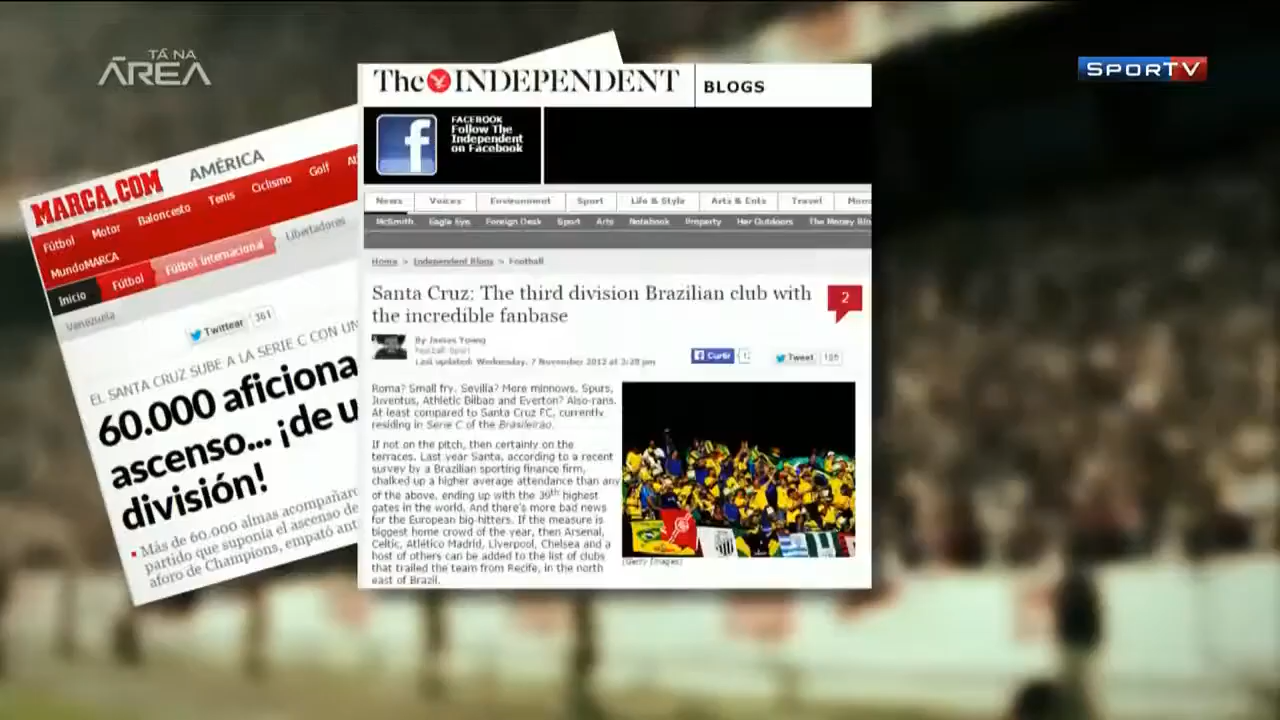 TÁ NA
ÁREA
SPORTV
MARCA.COM AMÉRICA
Fútbol Motor Baloncesto Tenis Ciclismo Golf
MundoMARCA
Inicio Fútbol Fútbol Internacional Libertadores
Venezuela
Twittear 361
EL SANTA CRUZ SUBE A LA SERIE C CON UN
60.000 aficiona
ascenso... ¡de u
división!
Más de 60.000 almas acompañaro
partido que suponía el ascenso de
aforo de Champions, empató ant
The INDEPENDENT BLOGS
FACEBOOK
Follow The
Independent
on Facebook
News Voices Environment Sport Life & Style Arts & Ents Travel
McSmith Eagle Eye Foreign Desk Sport Arts Notebook Property Her Outdoors The Money Blo
Home > Independent Blogs > Football
Santa Cruz: The third division Brazilian club with
the incredible fanbase
2
By James Young
Football, Sport
Last updated: Wednesday, 7 November 2012 at 3:28 pm
Curtir
Tweet
Roma? Small fry. Sevilla? More minnows. Spurs,
Juventus, Athletic Bilbao and Everton? Also-rans.
At least compared to Santa Cruz FC, currently
residing in Serie C of the Brasileirao.
If not on the pitch, then certainly on the
terraces. Last year Santa, according to a recent
survey by a Brazilian sporting finance firm,
chalked up a higher average attendance than any
of the above, ending up with the 39th highest
gates in the world. And there's more bad news
for the European big-hitters. If the measure is
biggest home crowd of the year, then Arsenal,
Celtic, Atlético Madrid, Liverpool, Chelsea and a
host of others can be added to the list of clubs
that trailed the team from Recife, in the north
east of Brazil.
(Getty Images)